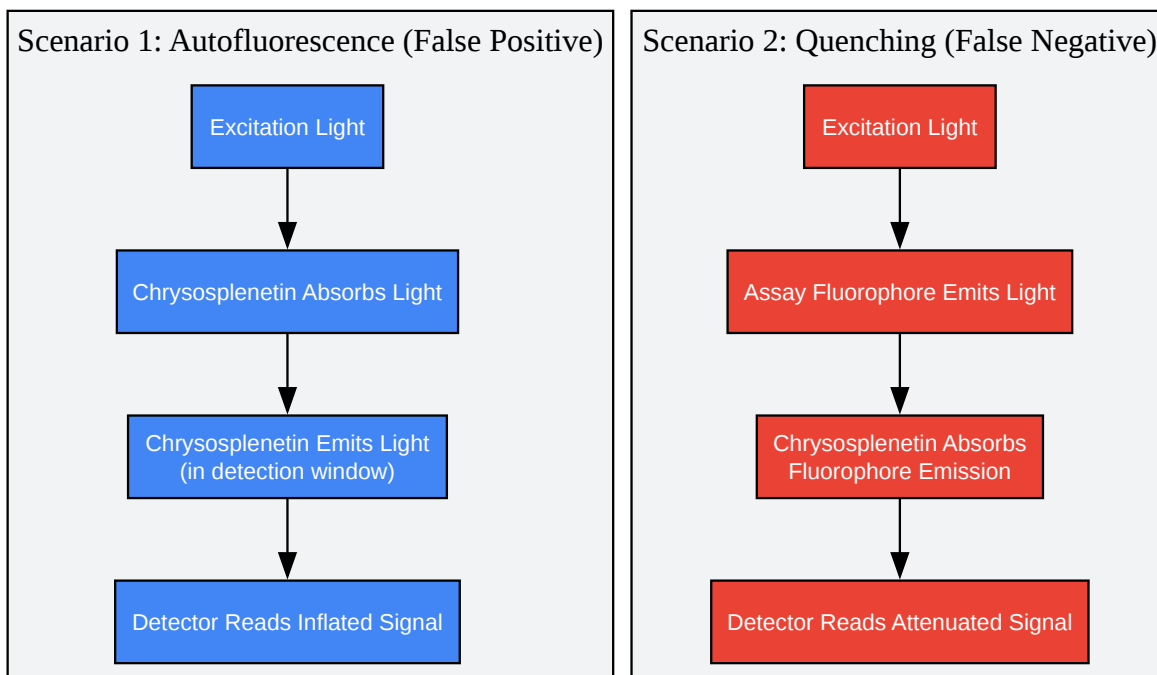 Scenario 1: Autofluorescence (False Positive)
Excitation Light
Chrysosplenetin Absorbs Light
Chrysosplenetin Emits Light
(in detection window)
Detector Reads Inflated Signal
Scenario 2: Quenching (False Negative)
Excitation Light
Assay Fluorophore Emits Light
Chrysosplenetin Absorbs
Fluorophore Emission
Detector Reads Attenuated Signal